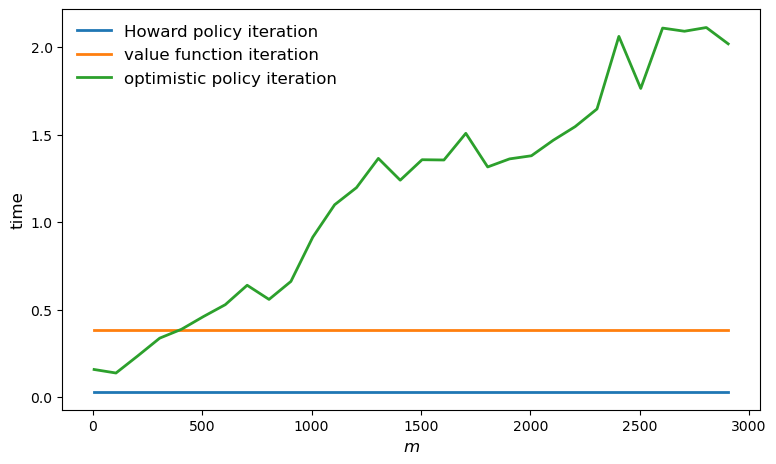 Howard policy iteration
value function iteration
optimistic policy iteration
2.0
1.5
1.0
0.5
0.0
time
0 500 1000 1500 2000 2500 3000
m